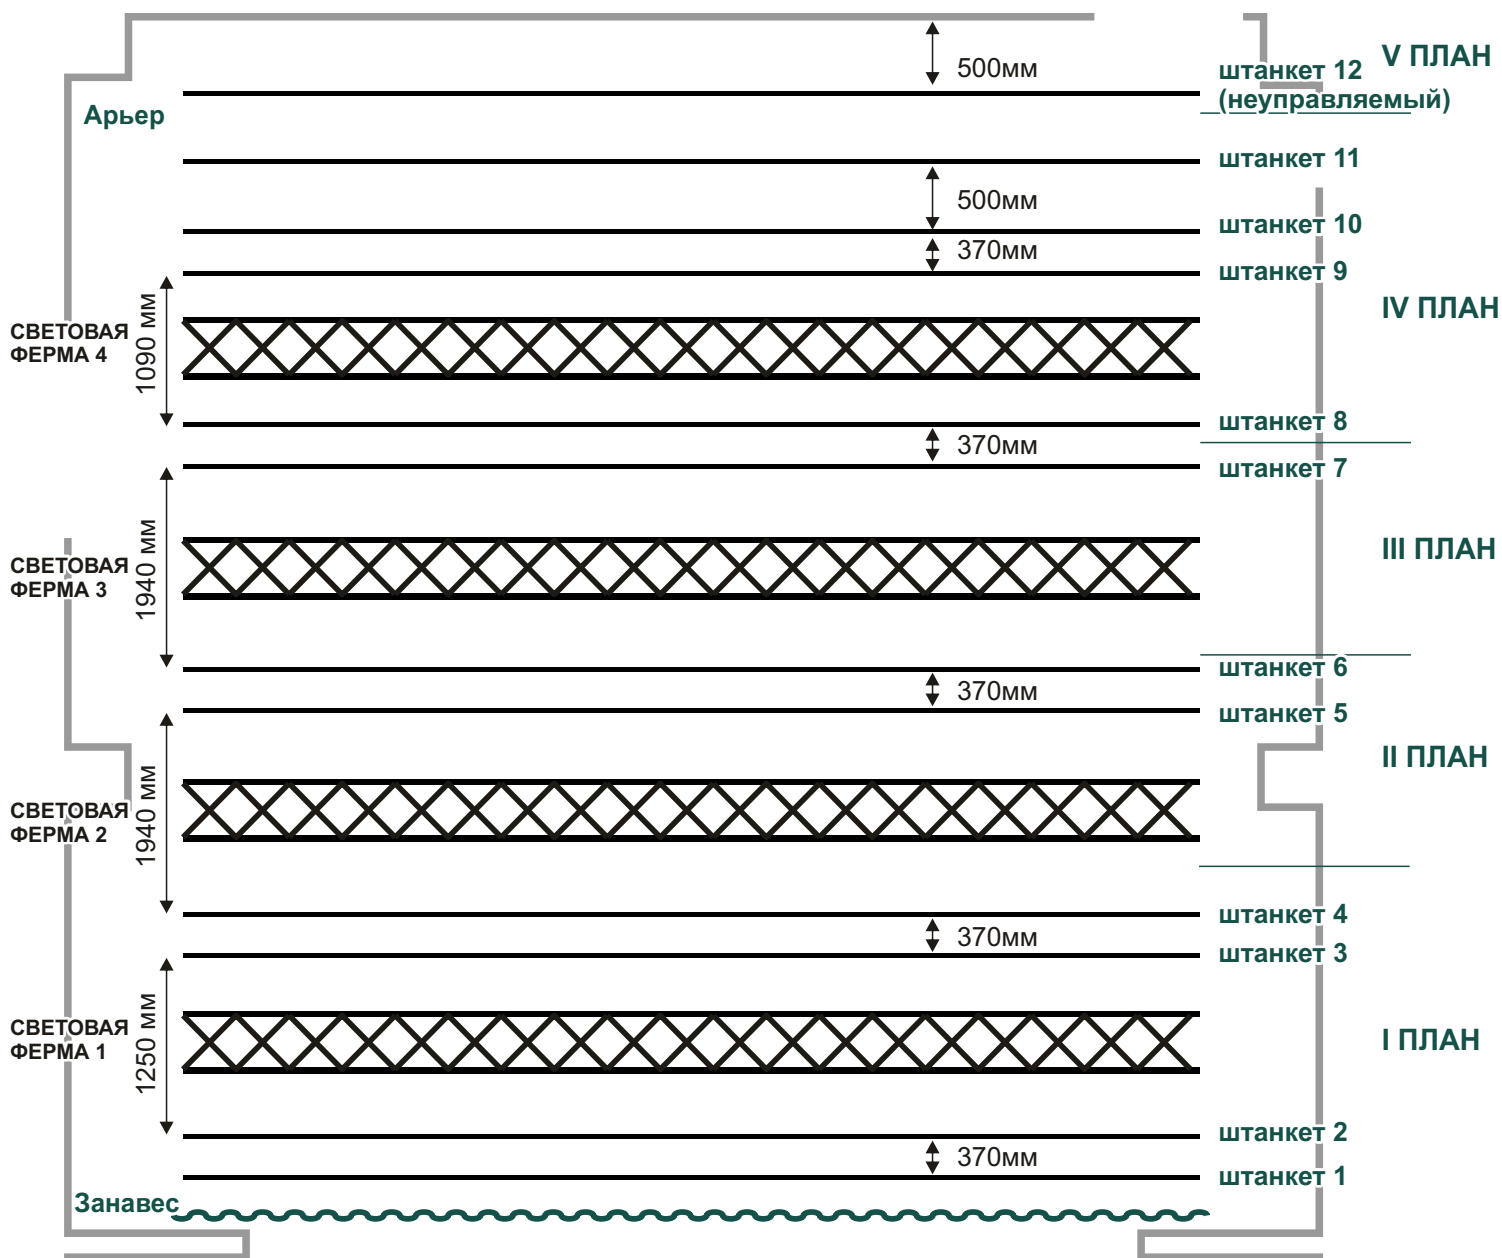 500мм
V ПЛАН
штанкет 12
(неуправляемый)
Арьер
штанкет 11
500мм
штанкет 10
370мм
штанкет 9
1090 мм
IV ПЛАН
СВЕТОВАЯ
ФЕРМА 4
штанкет 8
370мм
штанкет 7
1940 мм
III ПЛАН
СВЕТОВАЯ
ФЕРМА 3
штанкет 6
370мм
штанкет 5
II ПЛАН
1940 мм
СВЕТОВАЯ
ФЕРМА 2
штанкет 4
370мм
штанкет 3
1250 мм
СВЕТОВАЯ
ФЕРМА 1
I ПЛАН
штанкет 2
370мм
штанкет 1
Занавес